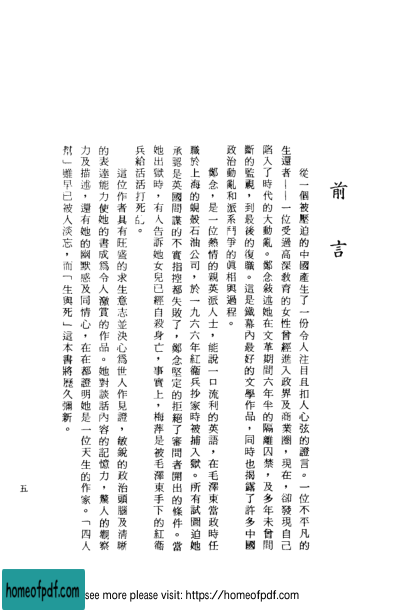 前言
從一個被壓迫的中國產生了一份令人注目且扣人心弦的證言。一位不平凡的
生還者——一位受過高深教育的女性曾經進入政界及商業圈,現在,卻發現自己
陷入了時代的大動亂。鄭念敘述她在文革期間六年半的隔離囚禁,及多年未曾間
斷的監視,到最後的復職。這是鐵幕內最好的文學作品,同時也揭露了許多中國
政治動亂和派系鬥爭的真相與過程。
鄭念,是一位熱情的親英派人士,能說一口流利的英語,在毛澤東當政時任
職於上海的蜆殼石油公司,於一九六六年紅衛兵抄家時被捕入獄。所有試圖迫她
承認是英國間諜的不實指控都失敗了,鄭念堅定的拒絕了審問者開出的條件。當
她出獄時,有人告訴她女兒已經自殺身亡,事實上,梅萍是被毛澤東手下的紅衛
兵給活活打死的。
這位作者具有旺盛的求生意志並決心為世人作見證,敏銳的政治頭腦及清晰
的表達能力使她的書成為令人激賞的作品。她對談話內容的記憶力,驚人的觀察
力及描述,還有她的幽默感及同情心,在在都證明她是一位天生的作家。「四人
幫」雖早已被人淡忘,而「生與死」這本書將歷久彌新。
五
homeofpdf.com
see more please visit: https://homeofpdf.com